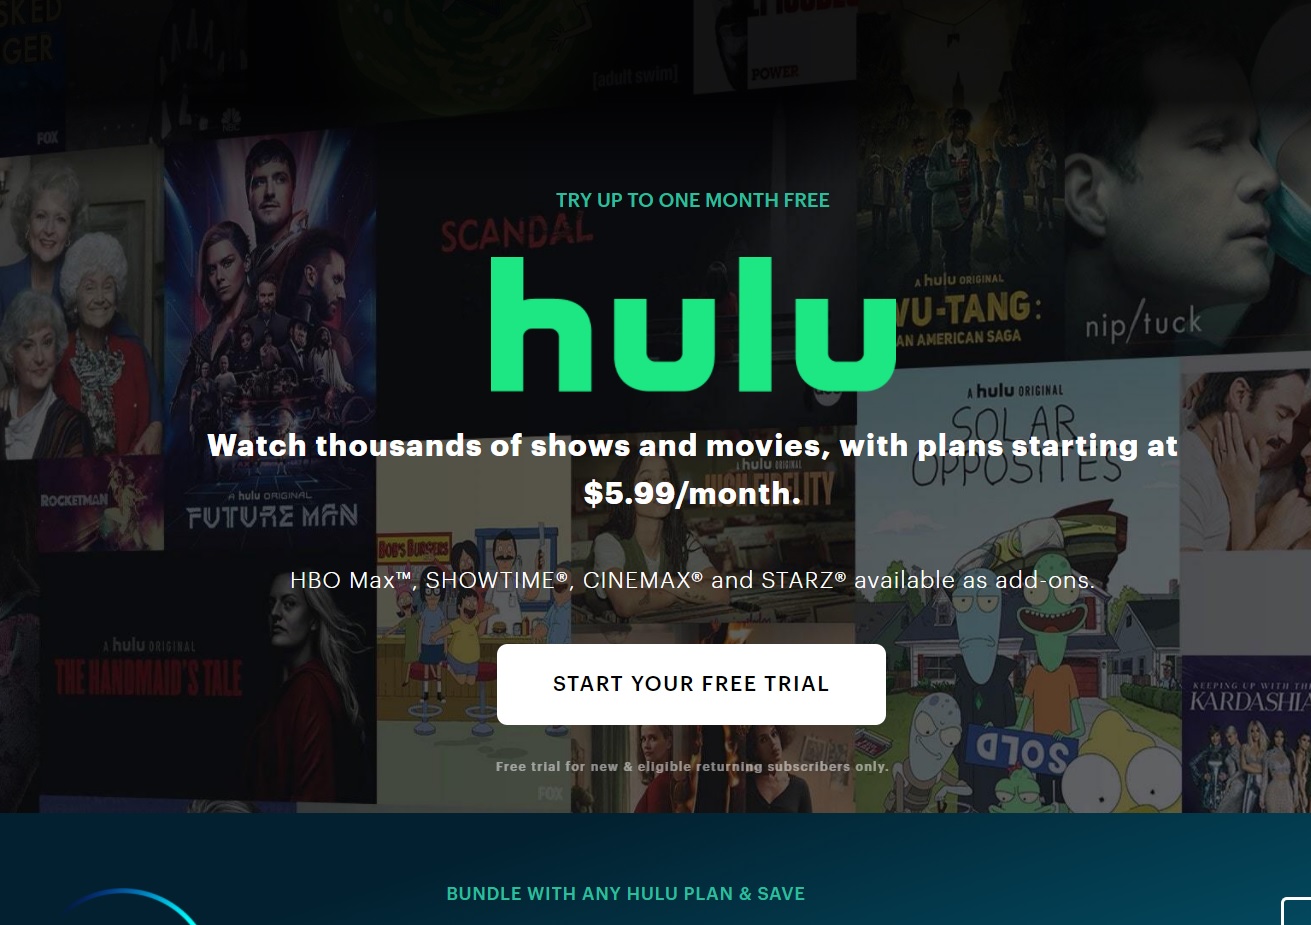 SKED
GER
FOX
NBC
[adult swim]
EPISODES
POWER
TRY UP TO ONE MONTH FREE
SCANDAL
hulu
A hulu ORIGINAL
WU-TANG:
AN AMERICAN SAGA
nip/tuck
A hulu ORIGINAL
SOLAR
OPPOSITES
Watch thousands of shows and movies, with plans starting at
$5.99/month.
A hulu ORIGINAL
HIGH FIDELITY
ROCKETMAN
A hulu ORIGINAL
FUTURE MAN
BOB'S BURGERS
HBO Max™, SHOWTIME®, CINEMAX® and STARZ® available as add-ons.
A hulu ORIGINAL
THE HANDMAID'S TALE
START YOUR FREE TRIAL
KEEPING UP WITH THE
KARDASHIA
SOLD
Free trial for new & eligible returning subscribers only.
FOX
BUNDLE WITH ANY HULU PLAN & SAVE